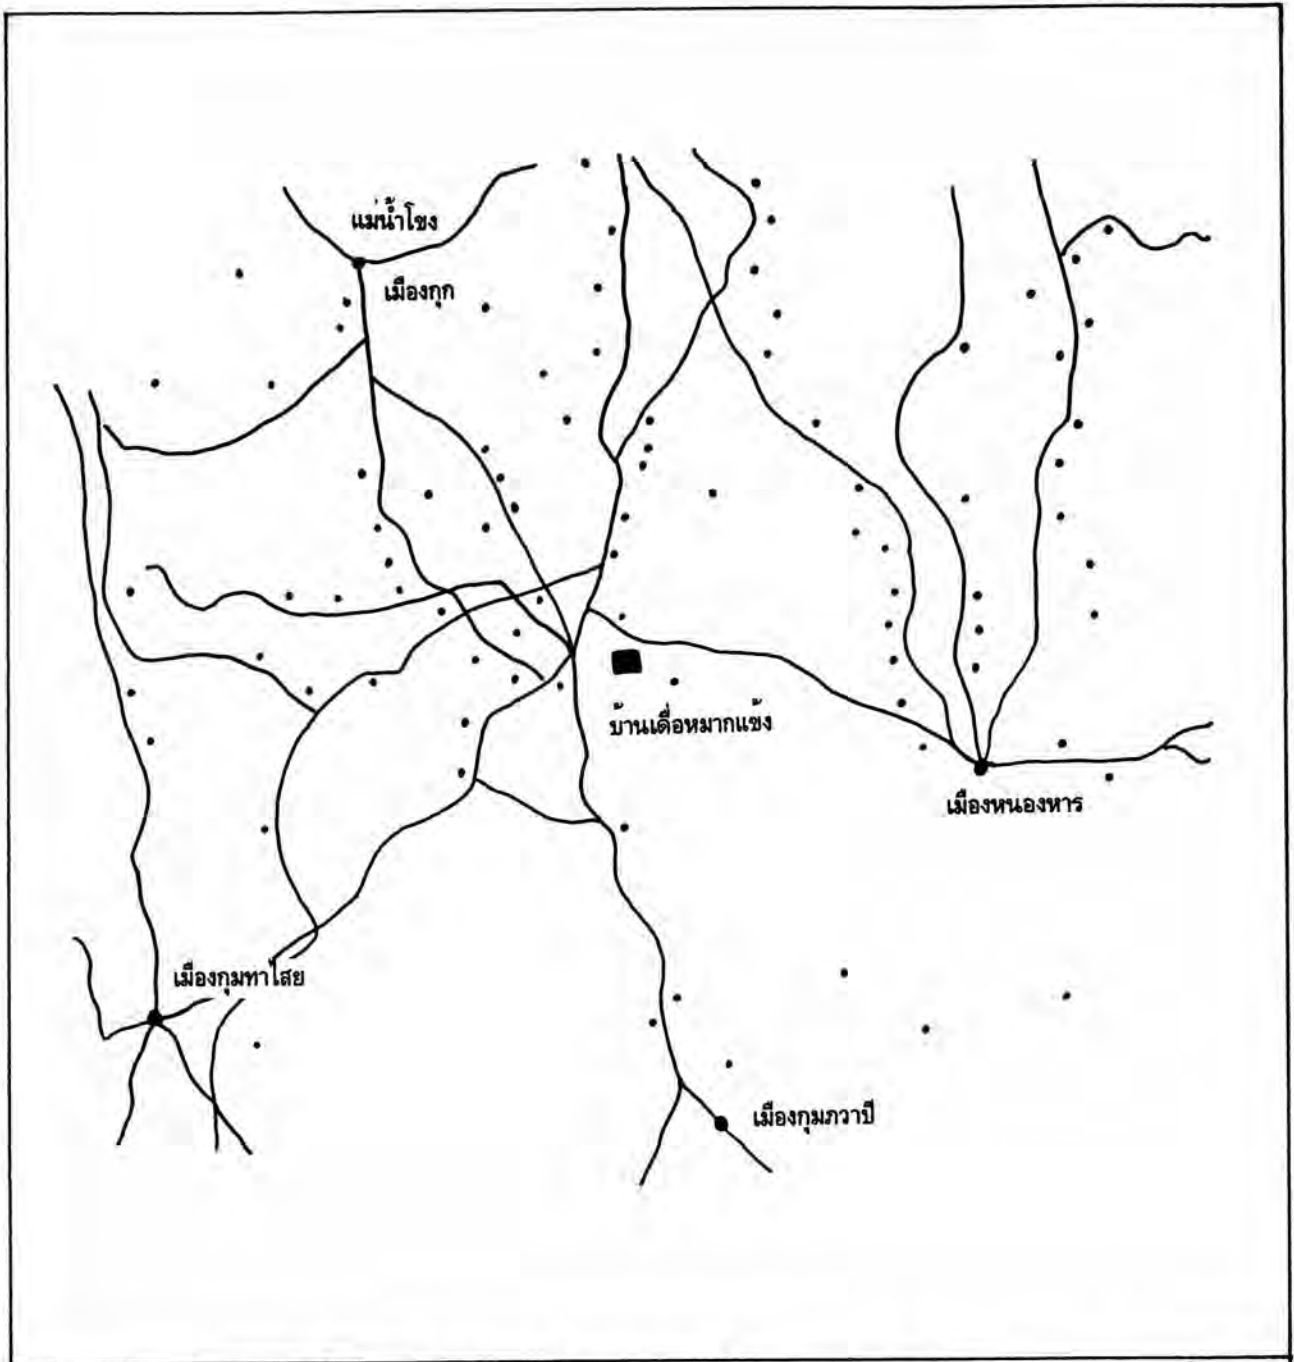 แม่น้ำโขง
เมืองกุก
บ้านเดื่อหมากแข้ง
เมืองหนองหาร
เมืองกุมทาไสย
เมืองกุมภวาปี